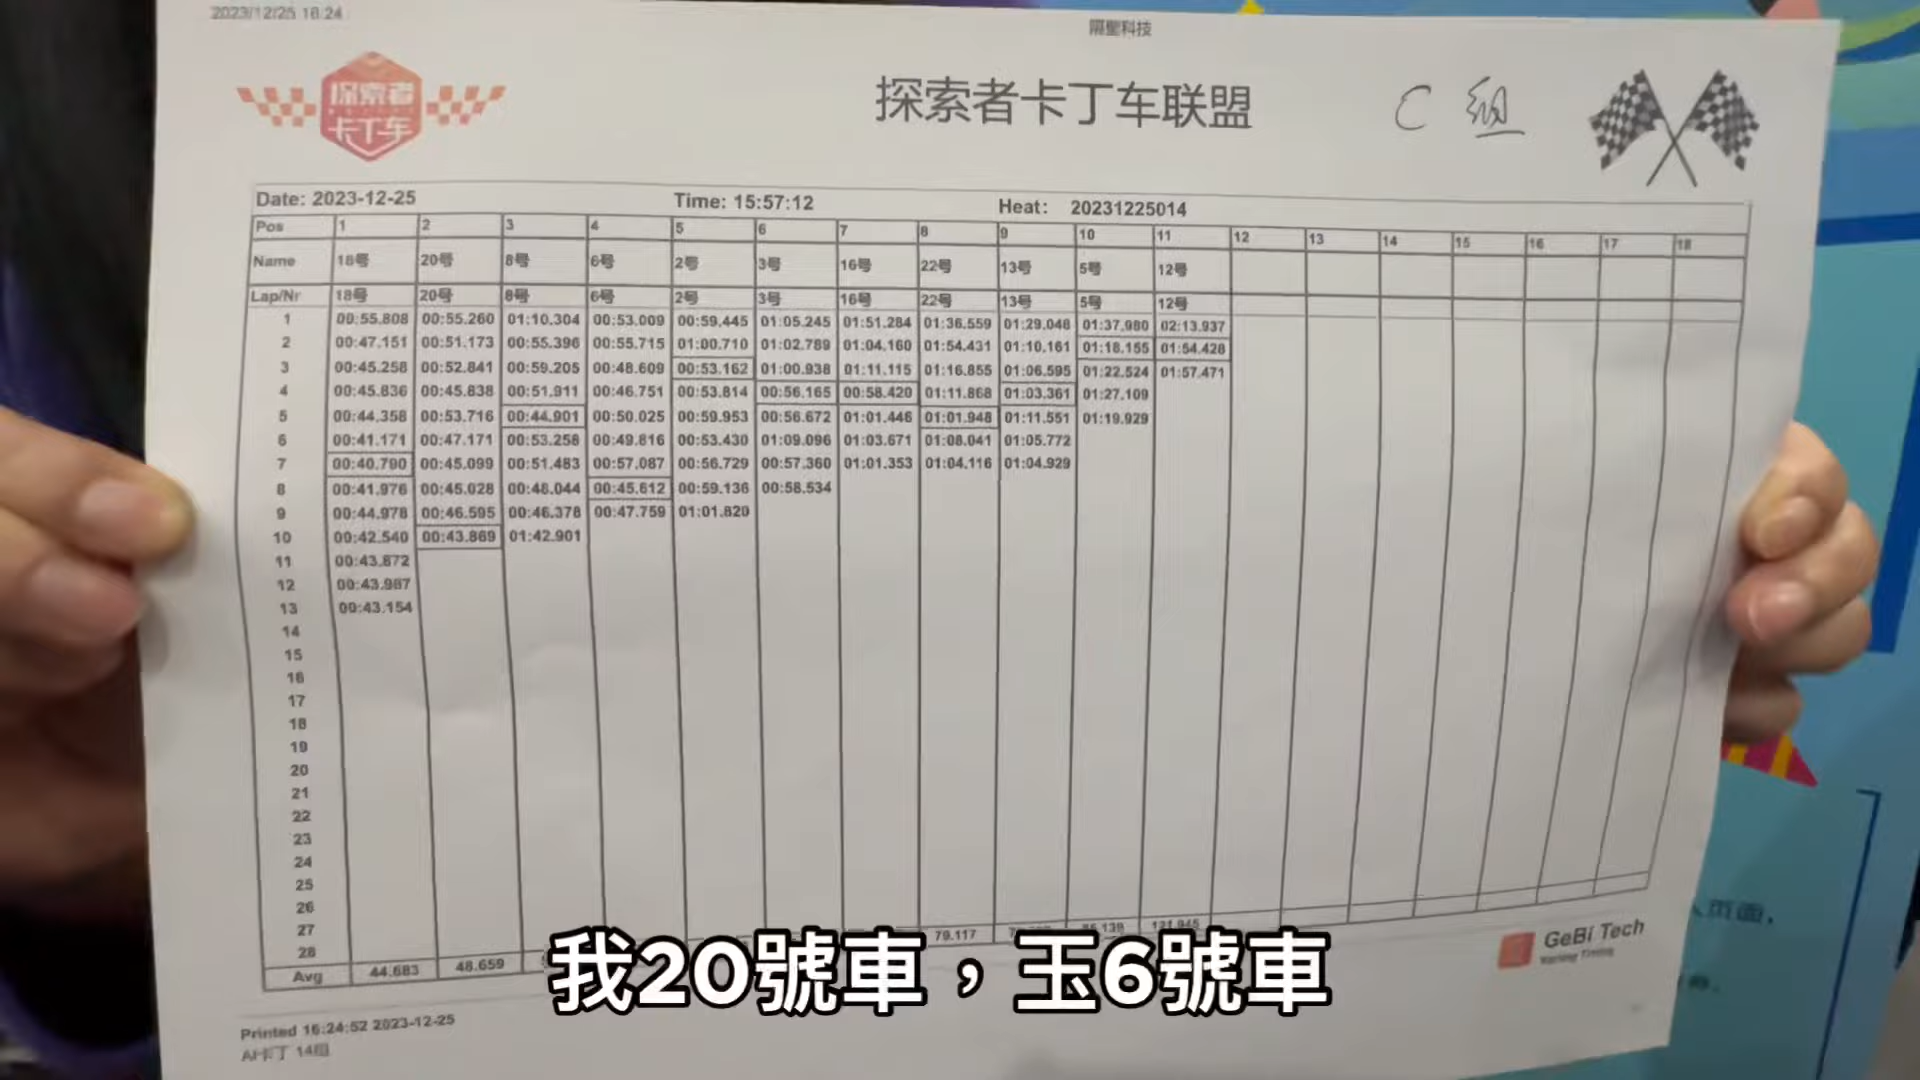 2023/12/25 16:24
隔壁科技
探索者
卡丁车
探索者卡丁车联盟
C 组
Date: 2023-12-25 Time: 15:57:12 Heat: 20231225014
Pos 1 2 3 4 5 6 7 8 9 10 11 12 13 14 15 16 17 18
Name 18号 20号 8号 6号 2号 3号 16号 22号 13号 5号 12号
Lap/Nr 18号 20号 8号 6号 2号 3号 16号 22号 13号 5号 12号
1 00:55.808 00:55.260 01:10.304 00:53.009 00:59.445 01:05.245 01:51.284 01:36.559 01:29.048 01:37.980 02:13.937
2 00:47.151 00:51.173 00:55.396 00:55.715 01:00.710 01:02.789 01:04.160 01:54.431 01:10.161 01:18.155 01:54.428
3 00:45.258 00:52.841 00:59.205 00:48.609 00:53.162 01:00.938 01:11.115 01:16.855 01:06.595 01:22.524 01:57.471
4 00:45.836 00:45.838 00:51.911 00:46.751 00:53.814 00:56.165 00:58.420 01:11.868 01:03.361 01:27.109
5 00:44.358 00:53.716 00:44.901 00:50.025 00:59.953 00:56.672 01:01.446 01:01.948 01:11.551 01:19.929
6 00:41.171 00:47.171 00:53.258 00:49.816 00:53.430 01:09.096 01:03.671 01:08.041 01:05.772
7 00:40.790 00:45.099 00:51.483 00:57.087 00:56.729 00:57.360 01:01.353 01:04.116 01:04.929
8 00:41.976 00:45.028 00:48.044 00:45.612 00:59.136 00:58.534
9 00:44.978 00:46.595 00:46.378 00:47.759 01:01.820
10 00:42.540 00:43.869 01:42.901
11 00:43.872
12 00:43.987
13 00:43.154
14
15
16
17
18
19
20
21
22
23
24
25
26
27
28
Avg 44.683 48.659 79.117 121.945
GeBi Tech
Karting Timing
Printed 16:24:52 2023-12-25
AI卡丁 14组
页面，
我20號車，玉6號車